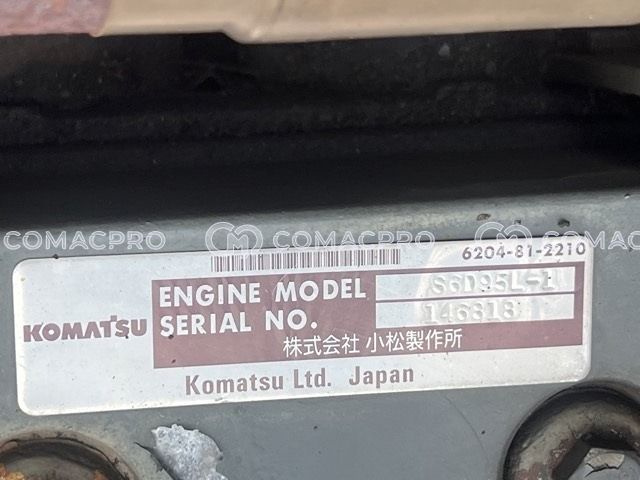 COMACPRO COMACPRO COMACPRO
6204-81-2210
ENGINE MODEL S6D95L-1
KOMATSU SERIAL NO. 146818
株式会社 小松製作所
Komatsu Ltd. Japan